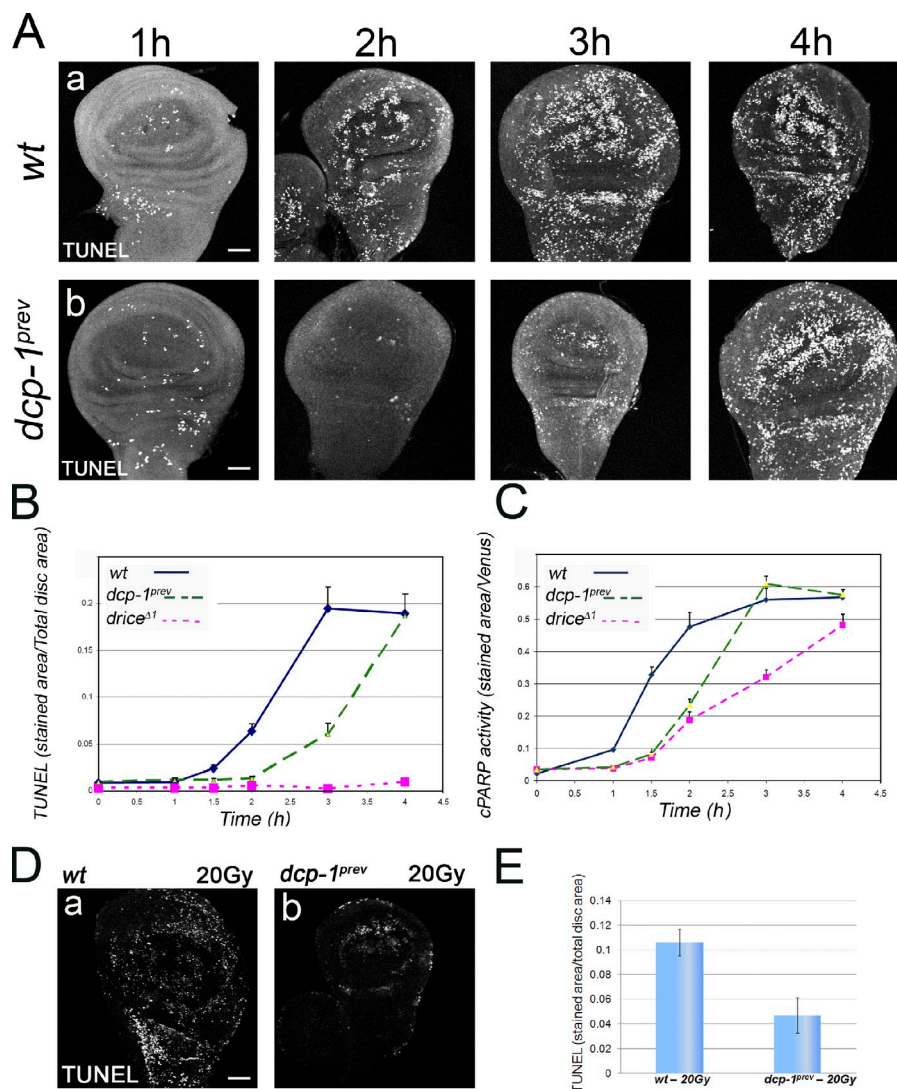 A
1h 2h 3h 4h
a
wt
TUNEL
b
dcp-1prev
TUNEL
B
TUNEL (stained area/Total disc area)
wt
dcp-1prev
driceΔ1
0.2
0.15
0.1
0.05
0
0 0.5 1 1.5 2 2.5 3 3.5 4 4.5
Time (h)
C
cPARP activity (stained area/Venus)
wt
dcp-1prev
driceΔ1
0.6
0.5
0.4
0.3
0.2
0.1
0
0 0.5 1 1.5 2 2.5 3 3.5 4 4.5
Time (h)
D
wt 20Gy
a
TUNEL
dcp-1prev 20Gy
b
E
TUNEL (stained area/total disc area)
0.14
0.12
0.1
0.08
0.06
0.04
0.02
0
wt – 20Gy dcp-1prev – 20Gy